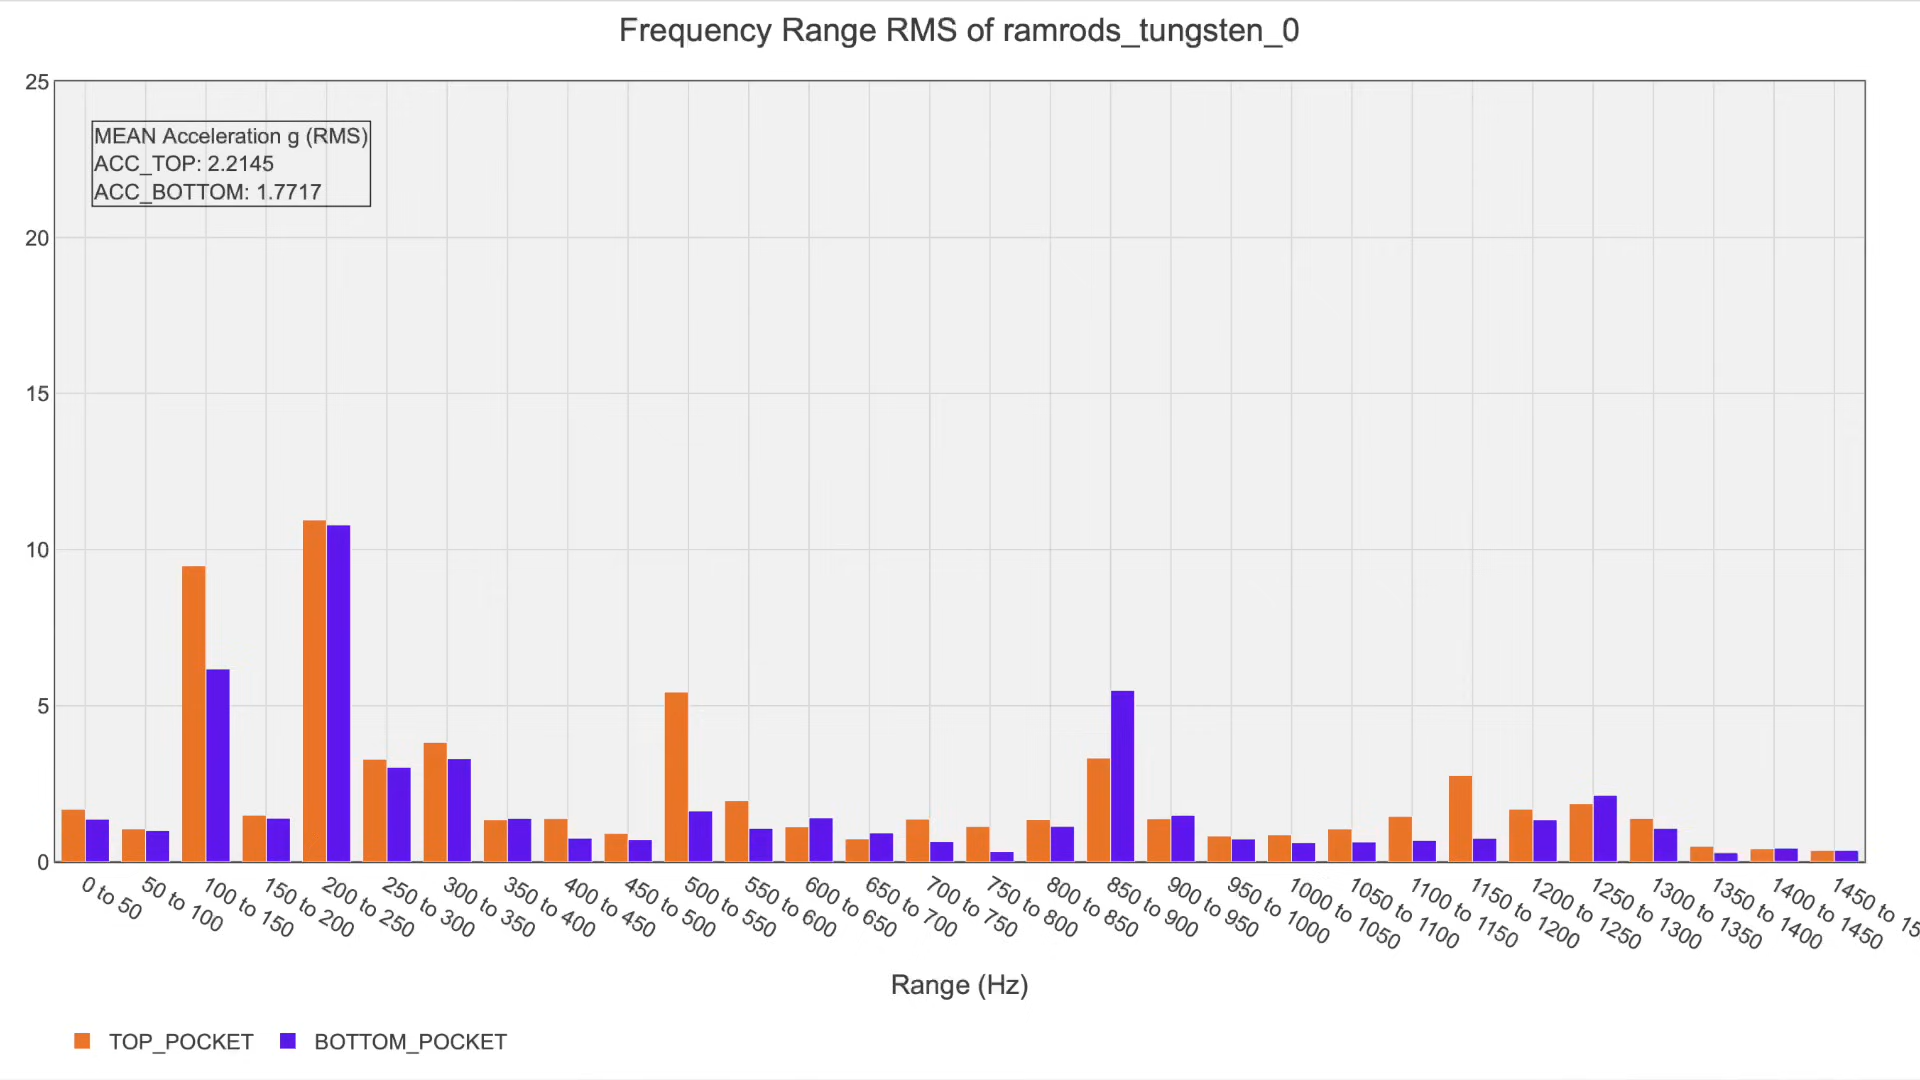 Frequency Range RMS of ramrods_tungsten_0
25
20
15
10
5
0
MEAN Acceleration g (RMS)
ACC_TOP: 2.2145
ACC_BOTTOM: 1.7717
0 to 50
50 to 100
100 to 150
150 to 200
200 to 250
250 to 300
300 to 350
350 to 400
400 to 450
450 to 500
500 to 550
550 to 600
600 to 650
650 to 700
700 to 750
750 to 800
800 to 850
850 to 900
900 to 950
950 to 1000
1000 to 1050
1050 to 1100
1100 to 1150
1150 to 1200
1200 to 1250
1250 to 1300
1300 to 1350
1350 to 1400
1400 to 1450
1450 to
Range (Hz)
TOP_POCKET
BOTTOM_POCKET